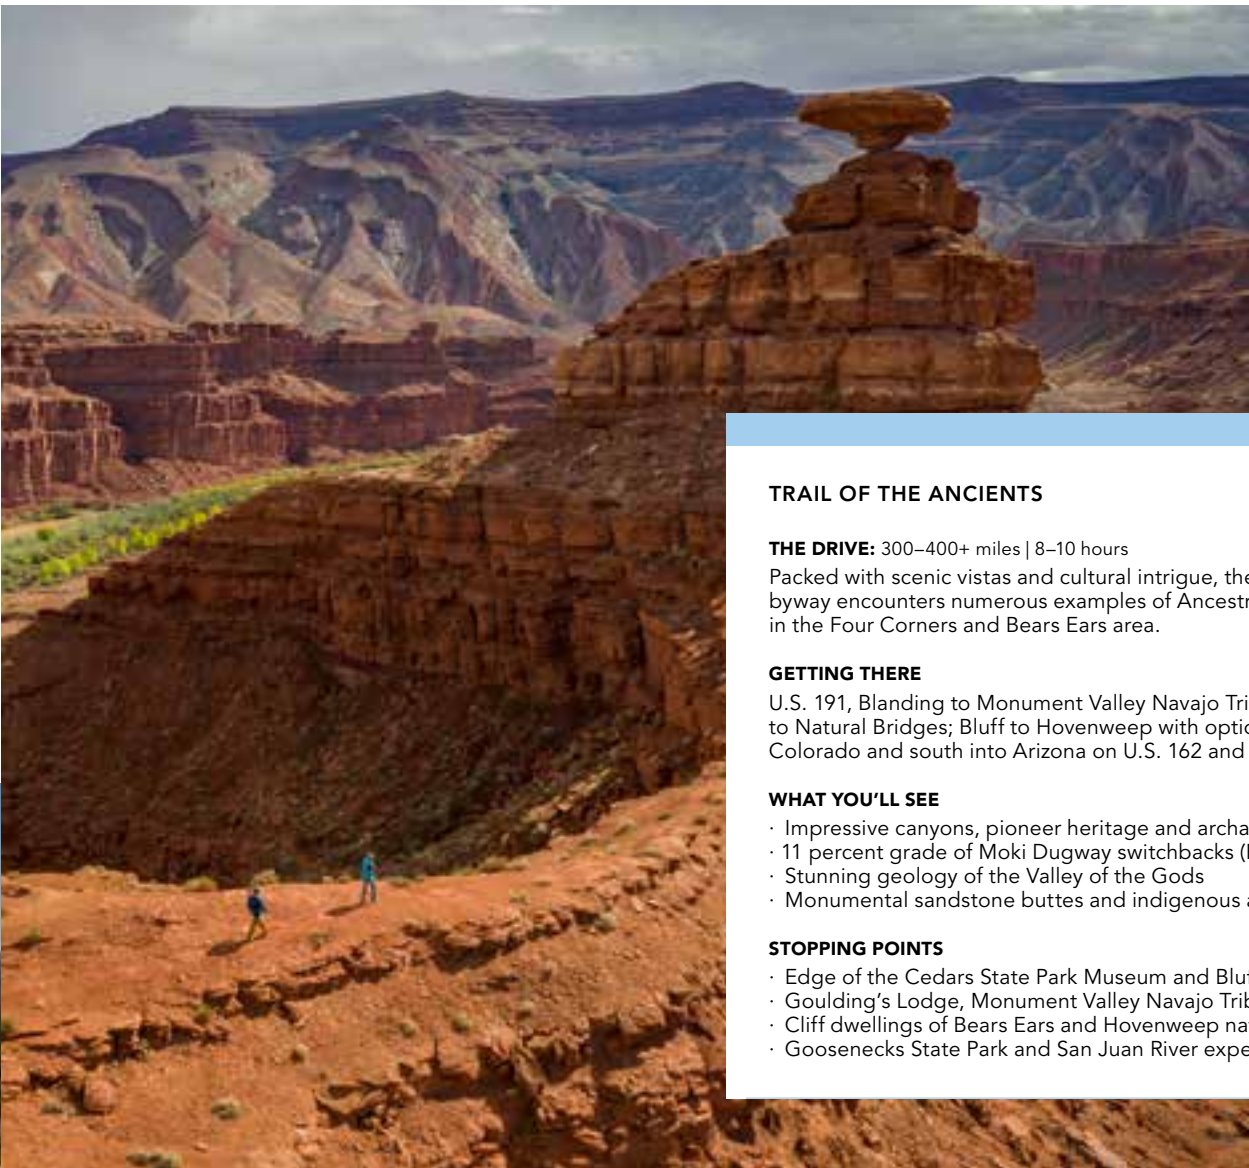 TRAIL OF THE ANCIENTS
THE DRIVE: 300–400+ miles | 8–10 hours
Packed with scenic vistas and cultural intrigue, the
byway encounters numerous examples of Ancestr
in the Four Corners and Bears Ears area.
GETTING THERE
U.S. 191, Blanding to Monument Valley Navajo Tri
to Natural Bridges; Bluff to Hovenweep with optio
Colorado and south into Arizona on U.S. 162 and
WHAT YOU'LL SEE
· Impressive canyons, pioneer heritage and archa
· 11 percent grade of Moki Dugway switchbacks (
· Stunning geology of the Valley of the Gods
· Monumental sandstone buttes and indigenous a
STOPPING POINTS
· Edge of the Cedars State Park Museum and Bluf
· Goulding's Lodge, Monument Valley Navajo Trib
· Cliff dwellings of Bears Ears and Hovenweep nat
· Goosenecks State Park and San Juan River expe